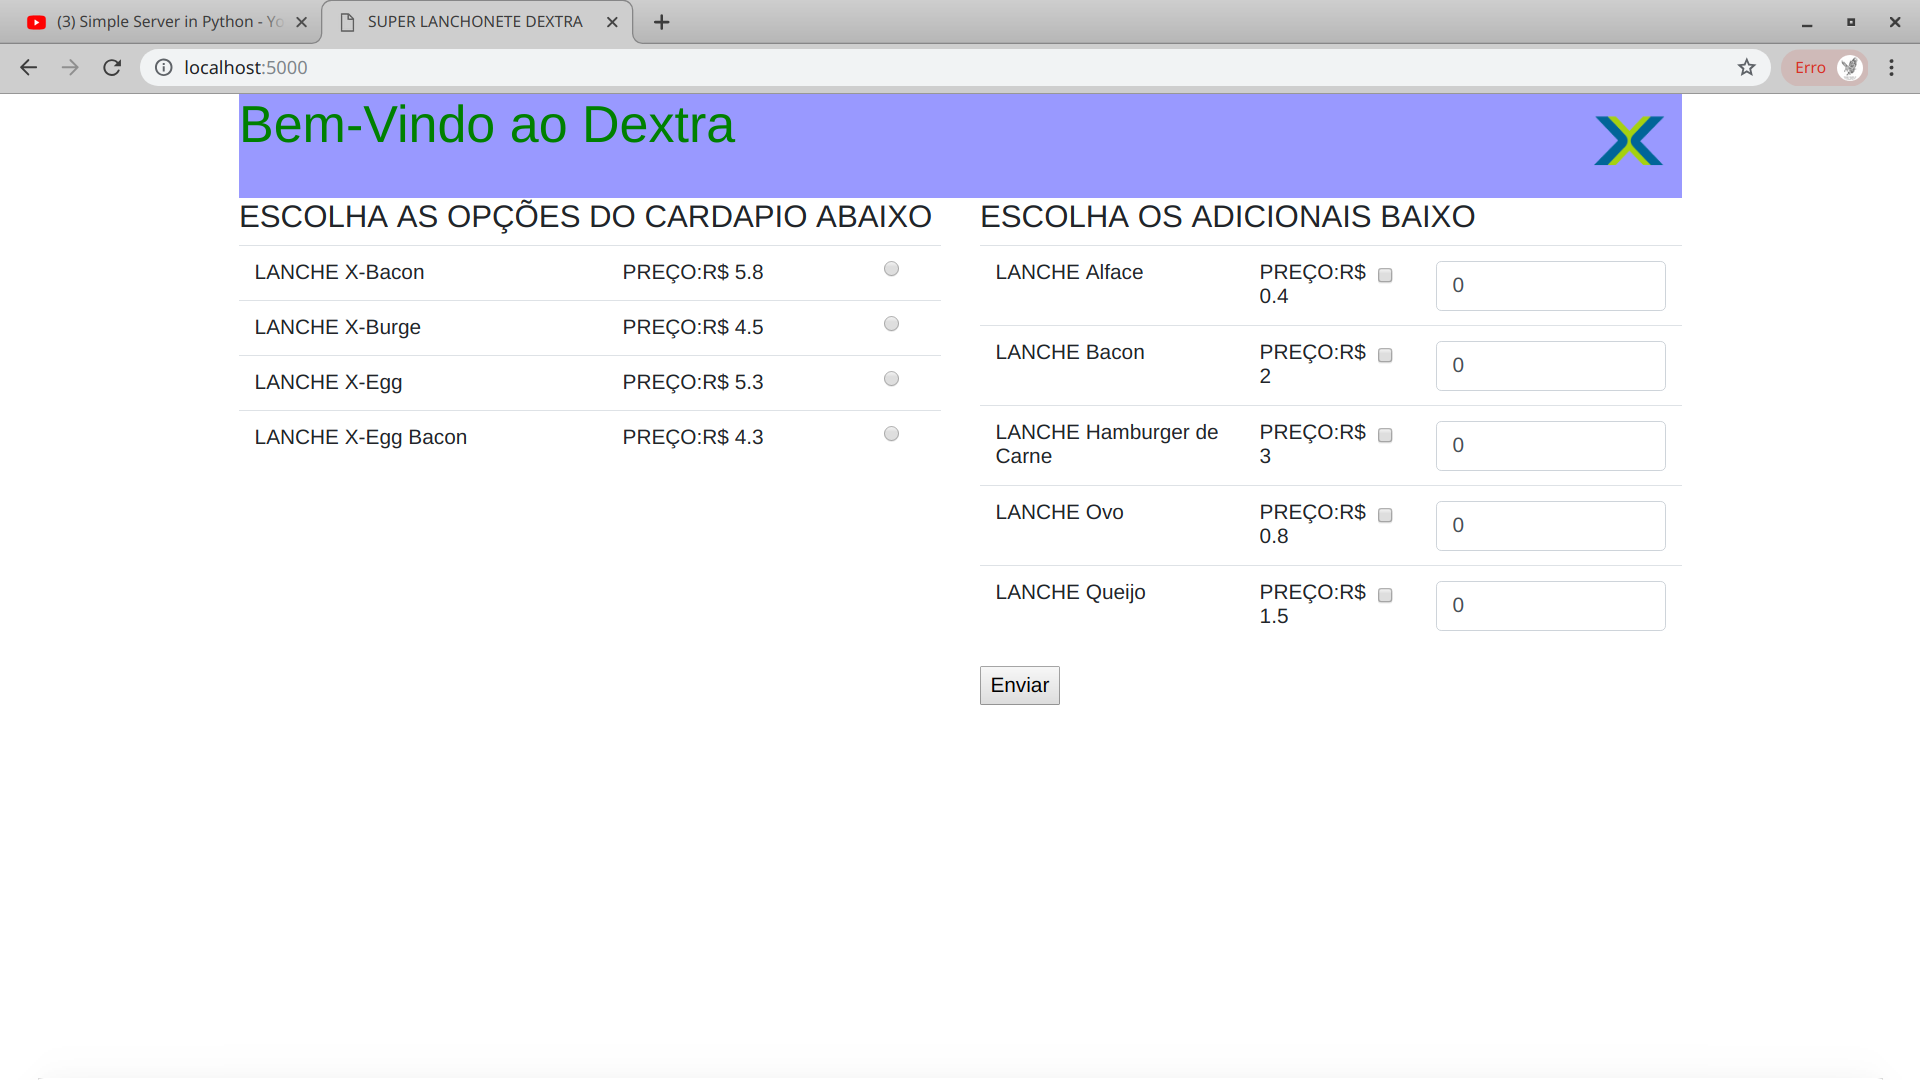 (3) Simple Server in Python - Yo
SUPER LANCHONETE DEXTRA
localhost:5000
Erro
Bem-Vindo ao Dextra
ESCOLHA AS OPÇÕES DO CARDAPIO ABAIXO
LANCHE X-Bacon PREÇO:R$ 5.8
LANCHE X-Burge PREÇO:R$ 4.5
LANCHE X-Egg PREÇO:R$ 5.3
LANCHE X-Egg Bacon PREÇO:R$ 4.3
ESCOLHA OS ADICIONAIS BAIXO
LANCHE Alface PREÇO:R$ 0
0.4
LANCHE Bacon PREÇO:R$ 0
2
LANCHE Hamburger de PREÇO:R$ 0
Carne 3
LANCHE Ovo PREÇO:R$ 0
0.8
LANCHE Queijo PREÇO:R$ 0
1.5
Enviar